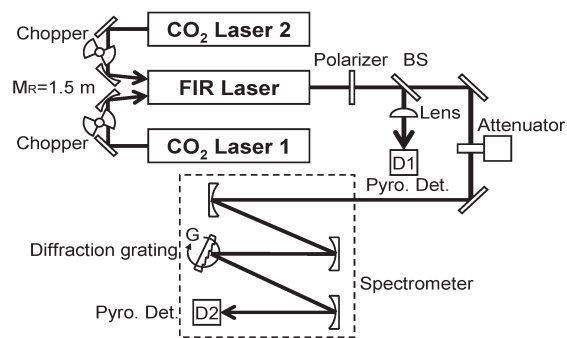 Chopper
CO2 Laser 2
Polarizer
BS
MR=1.5 m
FIR Laser
Lens
Attenuator
Chopper
CO2 Laser 1
D1
Pyro. Det.
G
Diffraction grating
Spectrometer
Pyro. Det.
D2